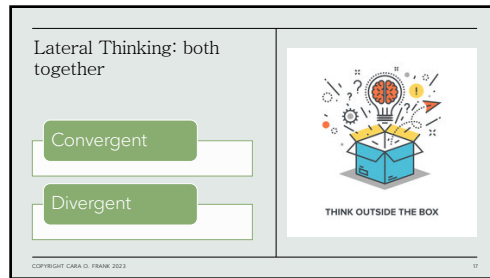 Lateral Thinking: both
together
Convergent
Divergent
THINK OUTSIDE THE BOX
COPYRIGHT CARA O. FRANK 2023
17